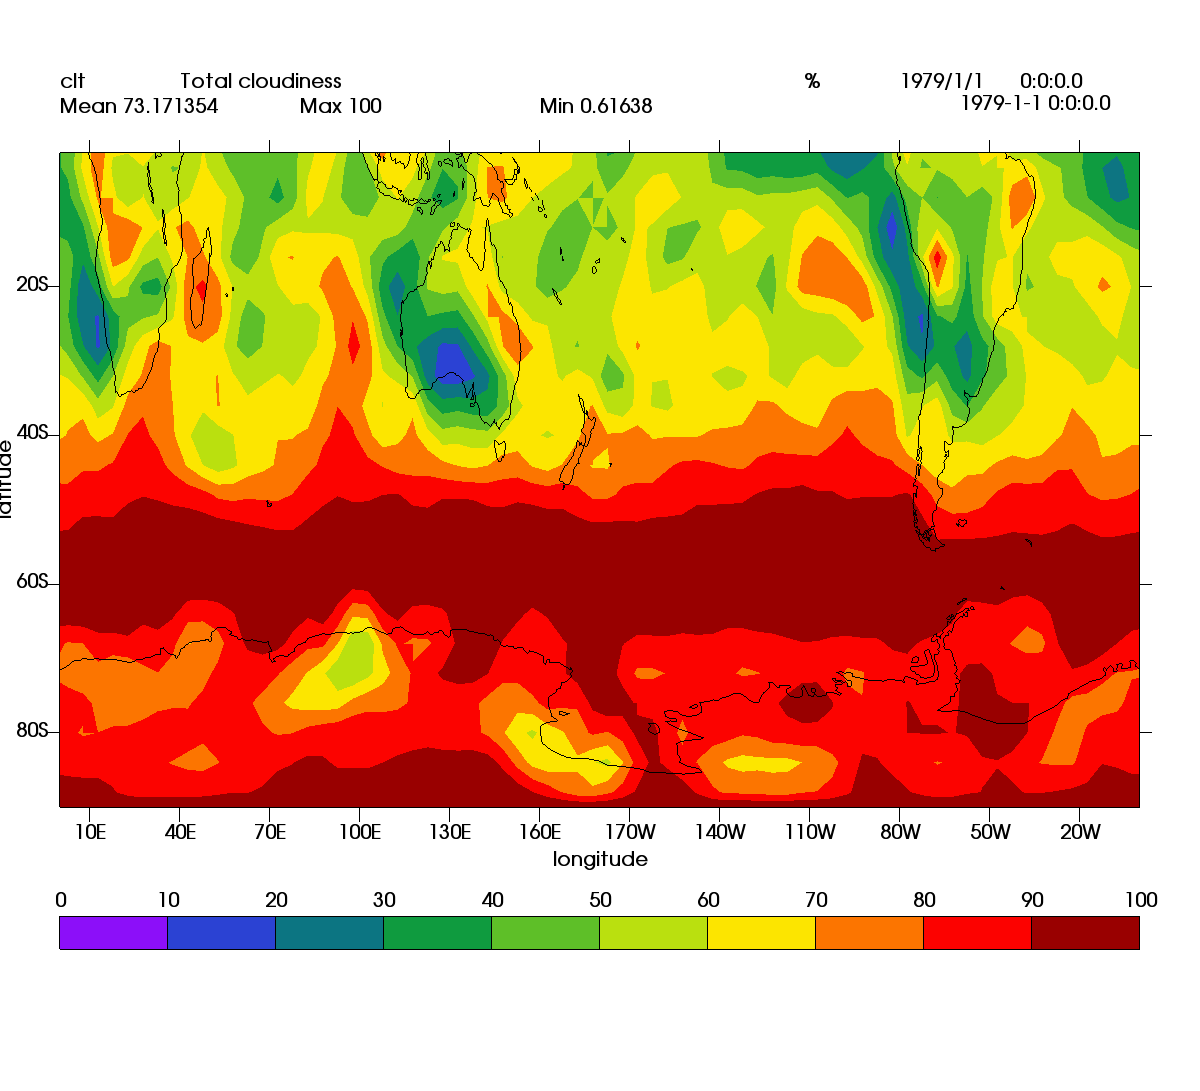 clt Total cloudiness % 1979/1/1 0:0:0.0
Mean 73.171354 Max 100 Min 0.61638 1979-1-1 0:0:0.0
20S
40S
latitude
60S
80S
10E 40E 70E 100E 130E 160E 170W 140W 110W 80W 50W 20W
longitude
0 10 20 30 40 50 60 70 80 90 100